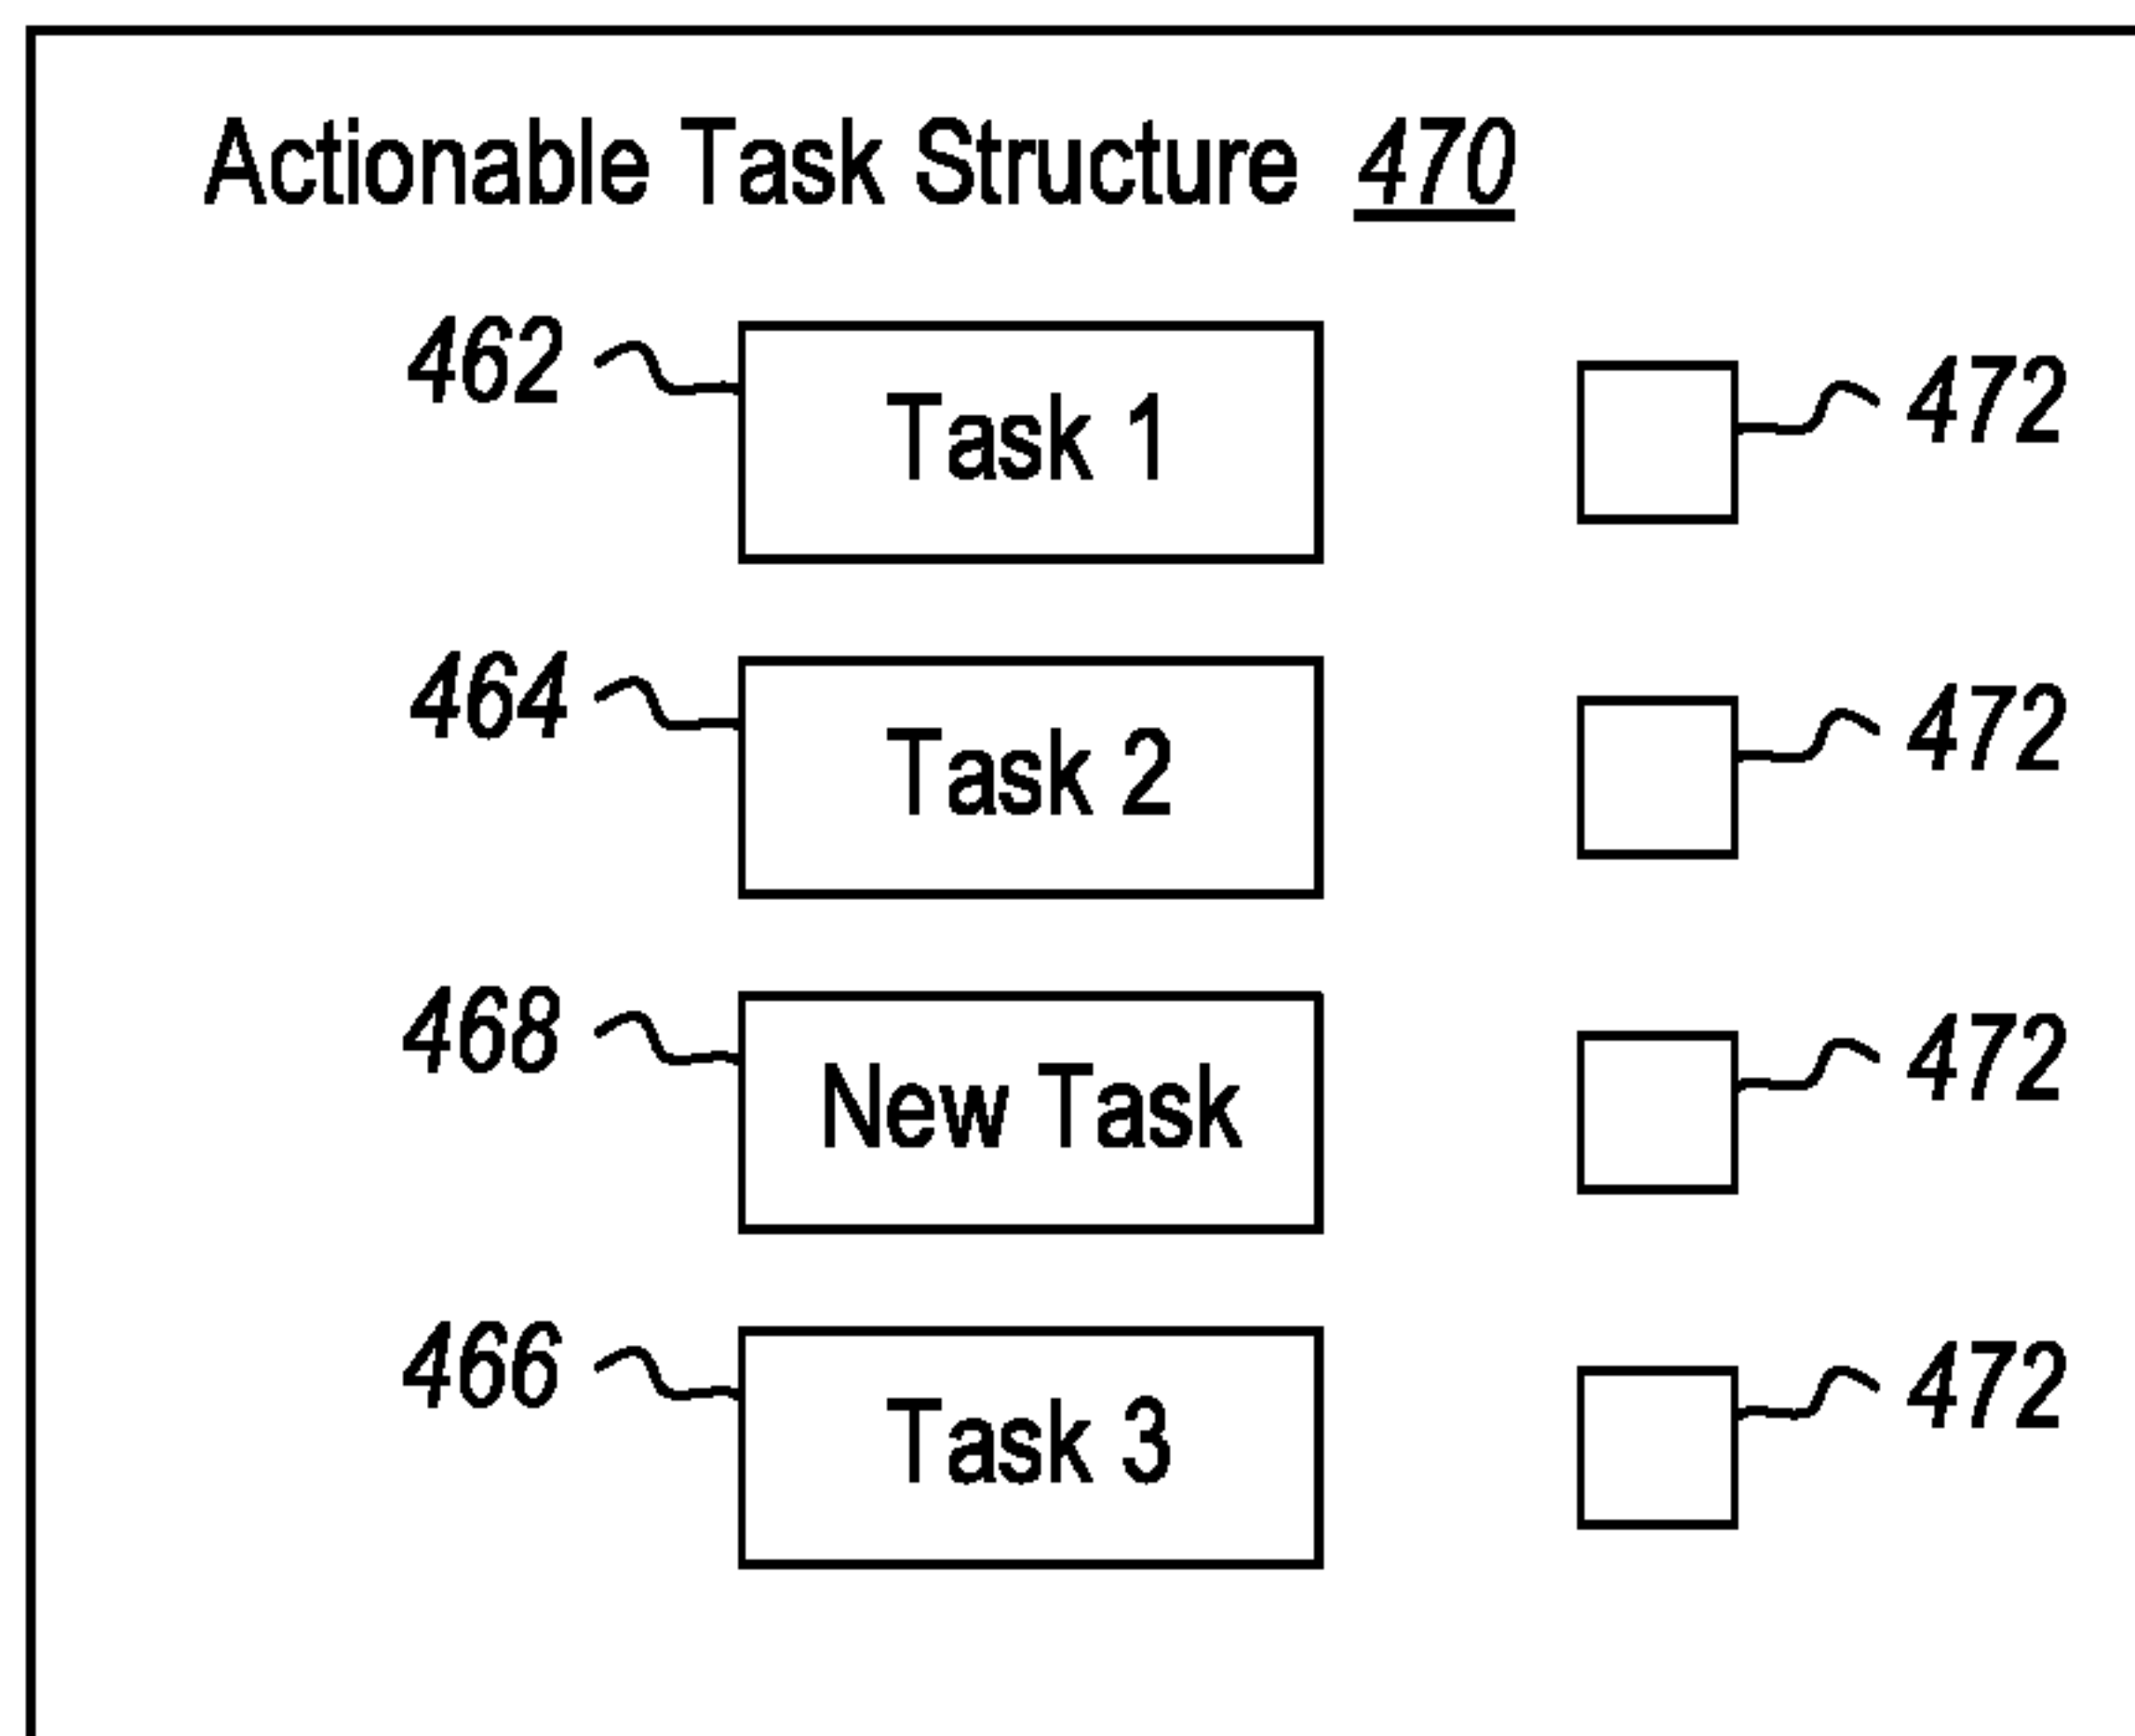 Actionable Task Structure 470
462 Task 1 472
464 Task 2 472
468 New Task 472
466 Task 3 472